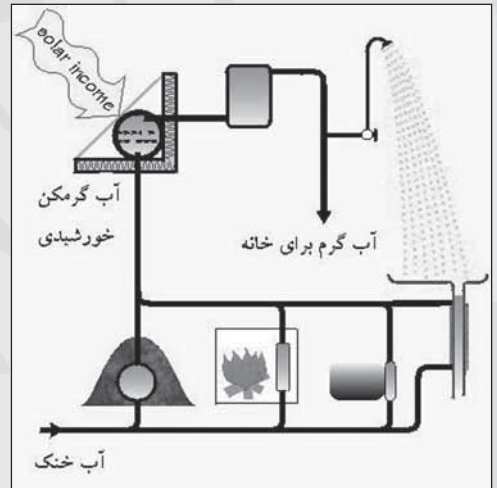 solar income
آب گرمکن
خورشیدی
آب گرم برای خانه
آب خنک